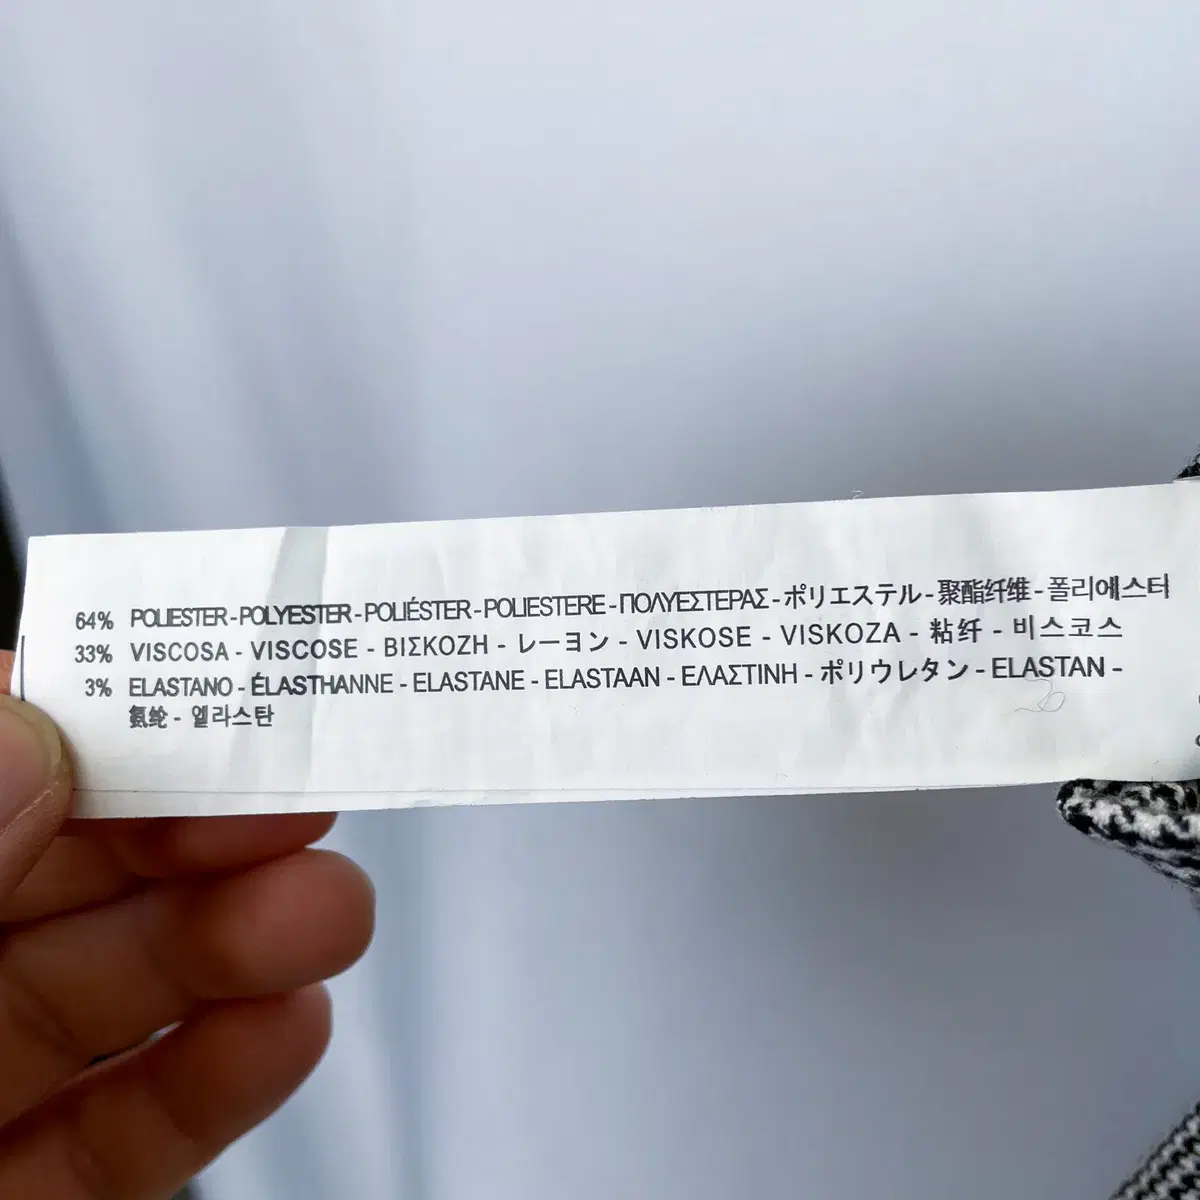 64% POLIESTER - POLYESTER - POLIÉSTER - POLIESTERE - ΠΟΛΥΕΣΤΕΡΑΣ - ポリエステル - 聚酯纤维 - 폴리에스터
33% VISCOSA - VISCOSE - ΒΙΣΚΟΖΗ - レーヨン - VISKOSE - VISKOZA - 粘纤 - 비스코스
3% ELASTANO - ÉLASTHANNE - ELASTANE - ELASTAAN - ΕΛΑΣΤΙΝΗ - ポリウレタン - ELASTAN -
氨纶 - 엘라스탄